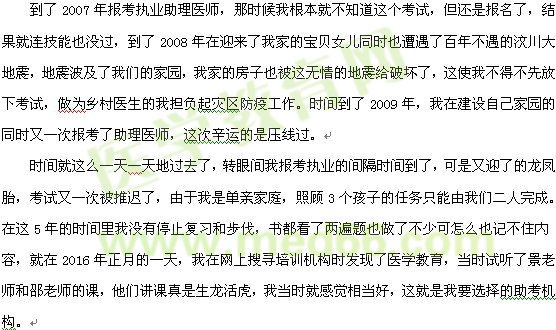 到了 2007 年报考执业助理医师，那时候我根本就不知道这个考试，但还是报名了，结
果就连技能也没过，到了 2008 年在迎来了我家的宝贝女儿同时也遭遇了百年不遇的汶川大
地震，地震波及了我们的家园，我家的房子也被这无情的地震给破坏了，这使我不得不先放
下考试，做为乡村医生的我担负起灾区防疫工作。时间到了 2009 年，我在建设自己家园的
同时又一次报考了助理医师，这次辛运的是压线过。
时间就这么一天一天地过去了，转眼间我报考执业的间隔时间到了，可是又迎了的龙凤
胎，考试又一次被推迟了，由于我是单亲家庭，照顾 3 个孩子的任务只能由我们二人完成。
在这 5 年的时间里我没有停止复习和步伐，书都看了两遍题也做了不少可怎么也记不住内
容，就在 2016 年正月的一天，我在网上搜寻培训机构时发现了医学教育，当时试听了景老
师和邵老师的课，他们讲课真是生龙活虎，我当时就感觉相当好，这就是我要选择的助考机
构。
医学教育网
www.med66.com